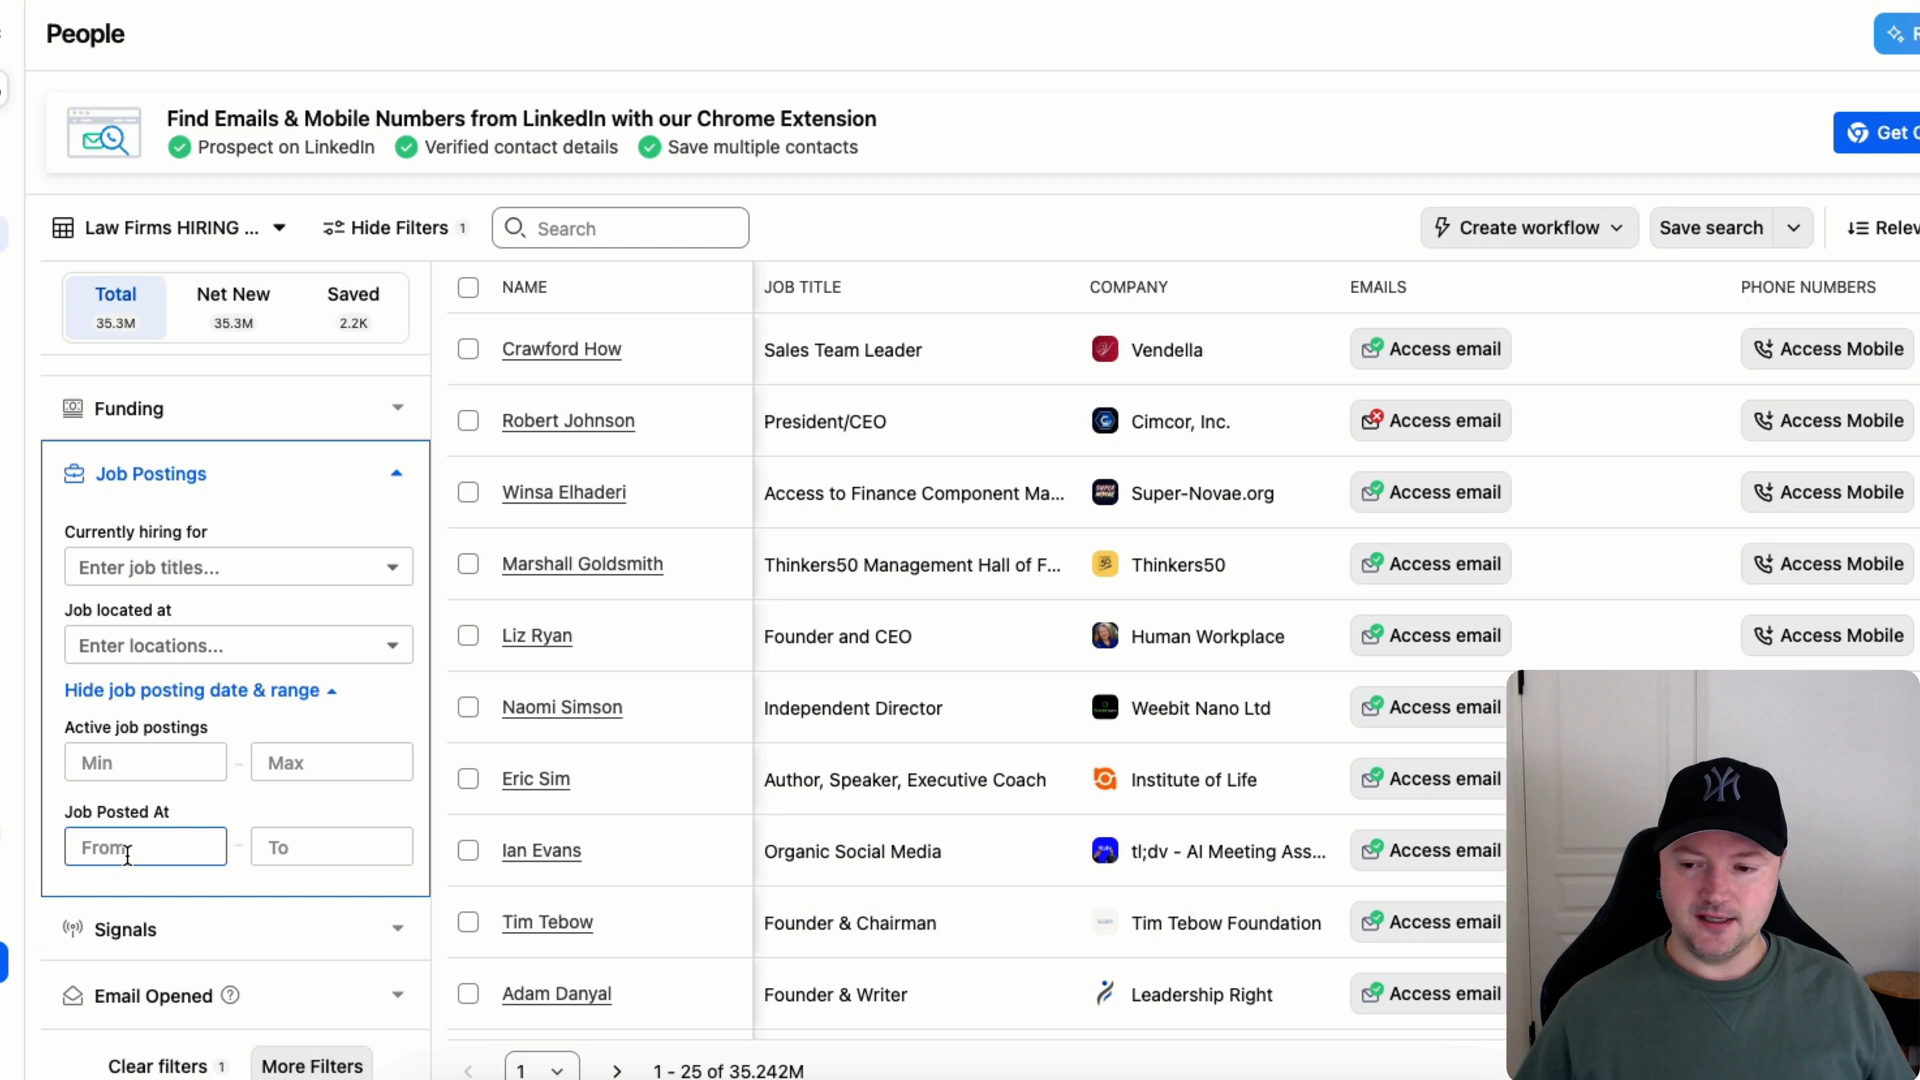 People
Find Emails & Mobile Numbers from LinkedIn with our Chrome Extension
Prospect on LinkedIn Verified contact details Save multiple contacts
Get
Law Firms HIRING ... Hide Filters 1 Search Create workflow Save search Relev
Total Net New Saved
35.3M 35.3M 2.2K
NAME JOB TITLE COMPANY EMAILS PHONE NUMBERS
Funding
Job Postings
Currently hiring for
Enter job titles...
Job located at
Enter locations...
Hide job posting date & range
Active job postings
Min – Max
Job Posted At
From – To
Signals
Email Opened ?
Clear filters 1 More Filters
Crawford How Sales Team Leader Vendella Access email Access Mobile
Robert Johnson President/CEO Cimcor, Inc. Access email Access Mobile
Winsa Elhaderi Access to Finance Component Ma... Super-Novae.org Access email Access Mobile
Marshall Goldsmith Thinkers50 Management Hall of F... Thinkers50 Access email Access Mobile
Liz Ryan Founder and CEO Human Workplace Access email Access Mobile
Naomi Simson Independent Director Weebit Nano Ltd Access email
Eric Sim Author, Speaker, Executive Coach Institute of Life Access email
Ian Evans Organic Social Media tl;dv - AI Meeting Ass... Access email
Tim Tebow Founder & Chairman Tim Tebow Foundation Access email
Adam Danyal Founder & Writer Leadership Right Access email
1 1 - 25 of 35.242M